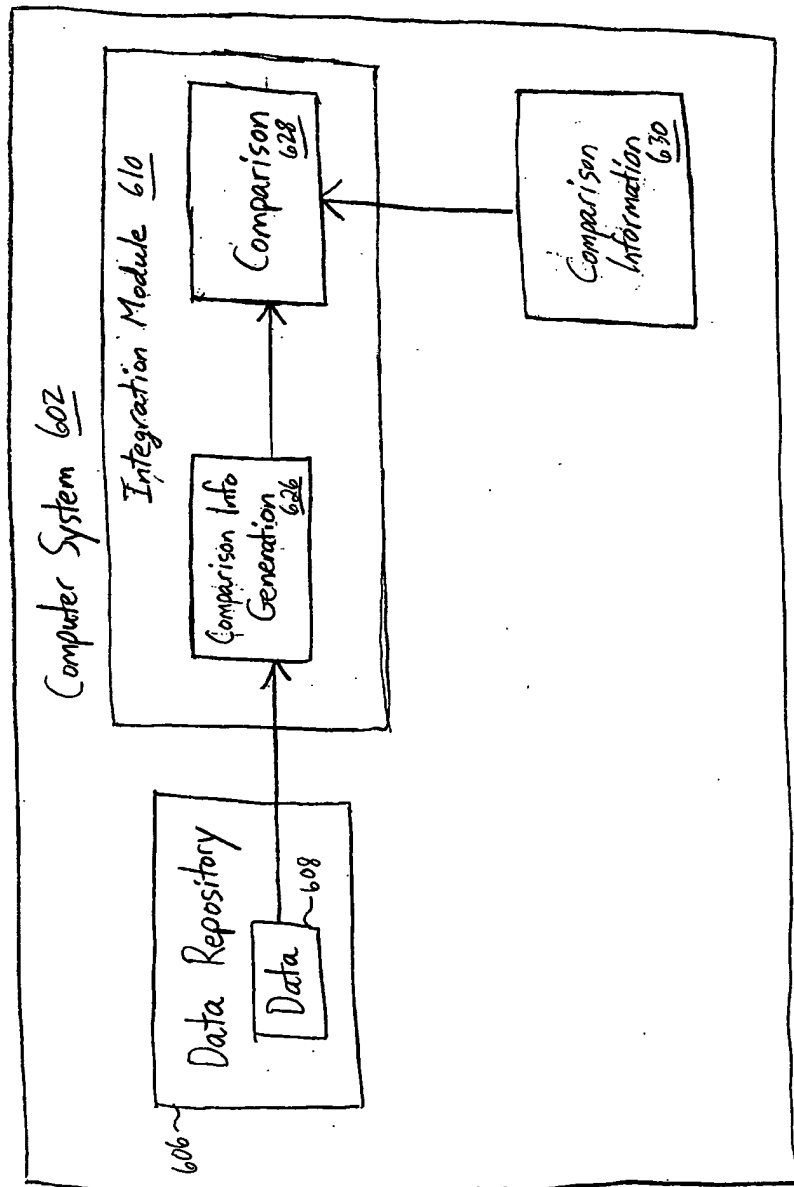 Computer System 602
Integration Module 610
606
Data Repository
Data
608
Comparison Info
Generation
626
Comparison
628
Comparison
Information
630